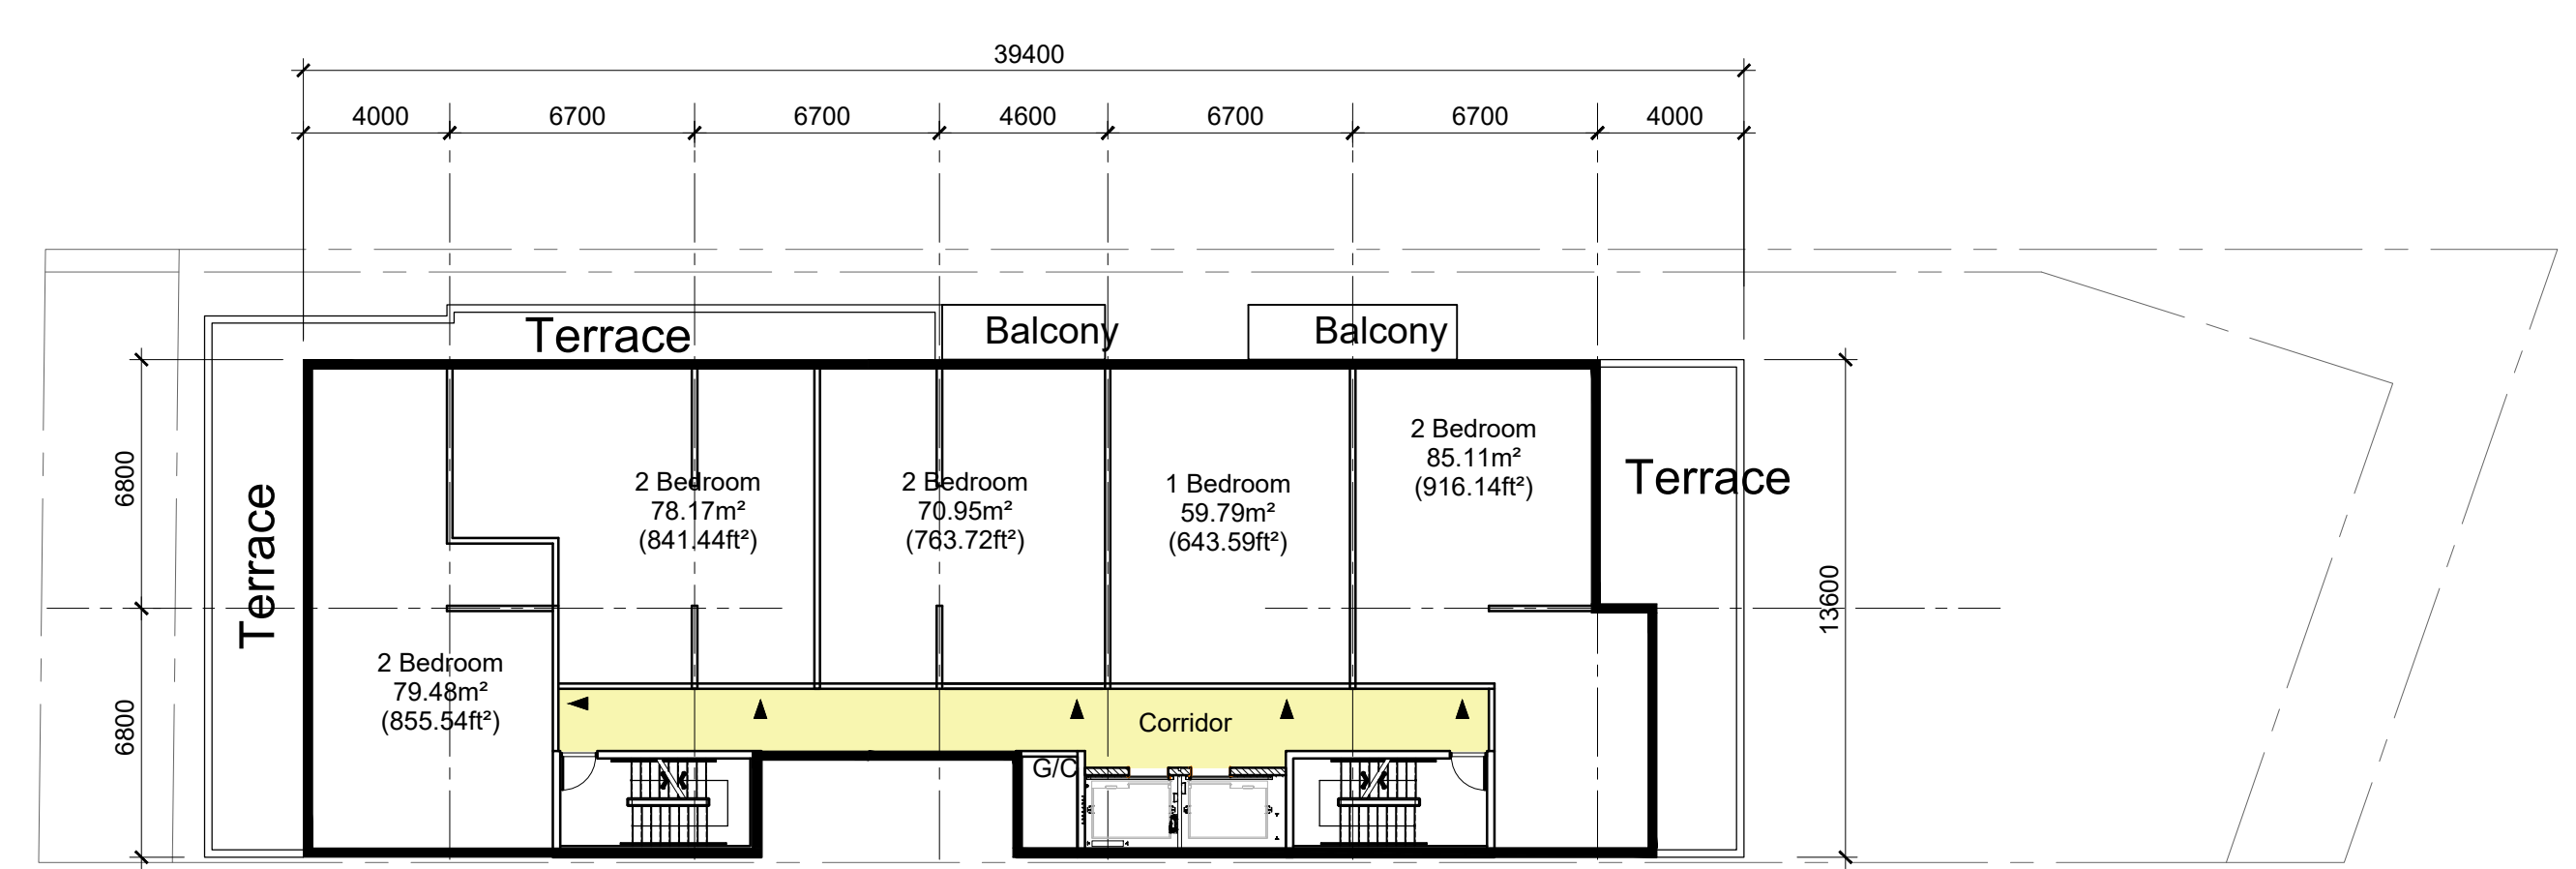 39400
4000
6700
6700
4600
6700
6700
4000
Terrace
Balcony
Balcony
6800
6800
13600
Terrace
Terrace
2 Bedroom
78.17m²
(841.44ft²)
2 Bedroom
70.95m²
(763.72ft²)
1 Bedroom
59.79m²
(643.59ft²)
2 Bedroom
85.11m²
(916.14ft²)
2 Bedroom
79.48m²
(855.54ft²)
Corridor
G/C